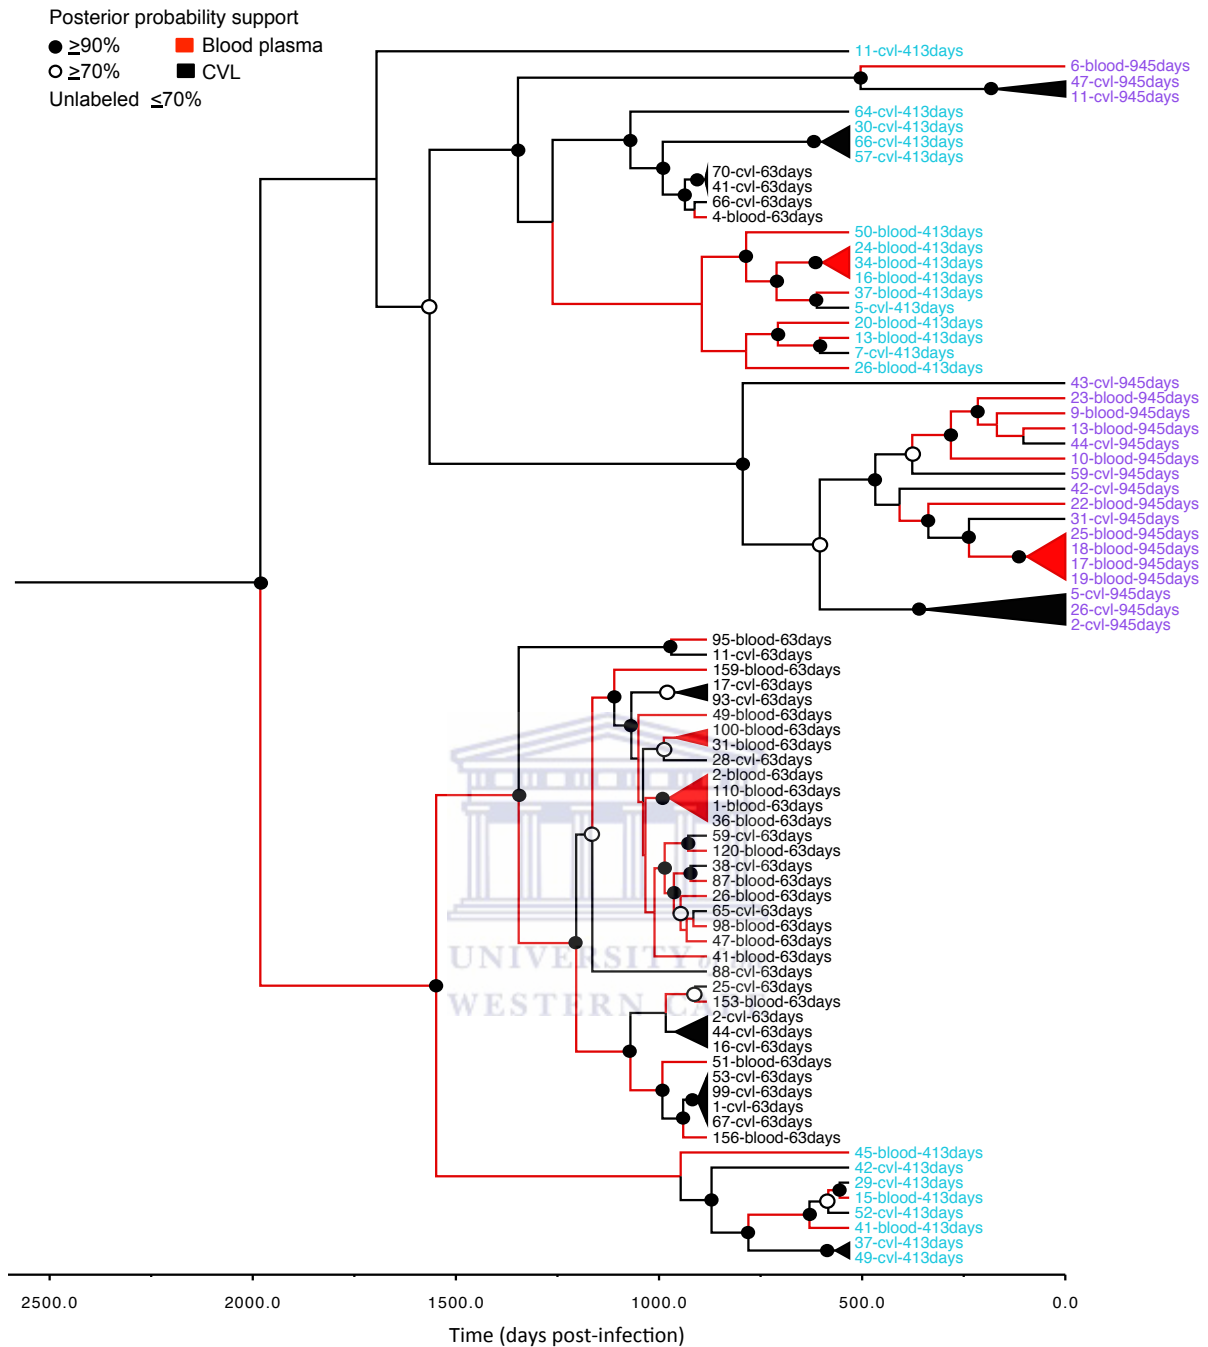 Posterior probability support
≥90% Blood plasma
≥70% CVL
Unlabeled ≤70%
11-cvl-413days
6-blood-945days
47-cvl-945days
11-cvl-945days
64-cvl-413days
30-cvl-413days
66-cvl-413days
57-cvl-413days
70-cvl-63days
41-cvl-63days
66-cvl-63days
4-blood-63days
50-blood-413days
24-blood-413days
34-blood-413days
16-blood-413days
37-blood-413days
5-cvl-413days
20-blood-413days
13-blood-413days
7-cvl-413days
26-blood-413days
43-cvl-945days
23-blood-945days
9-blood-945days
13-blood-945days
44-cvl-945days
10-blood-945days
59-cvl-945days
42-cvl-945days
22-blood-945days
31-cvl-945days
25-blood-945days
18-blood-945days
17-blood-945days
19-blood-945days
5-cvl-945days
26-cvl-945days
2-cvl-945days
95-blood-63days
11-cvl-63days
159-blood-63days
17-cvl-63days
93-cvl-63days
49-blood-63days
100-blood-63days
31-blood-63days
28-cvl-63days
2-blood-63days
110-blood-63days
1-blood-63days
36-blood-63days
59-cvl-63days
120-blood-63days
38-cvl-63days
87-blood-63days
26-blood-63days
65-cvl-63days
98-blood-63days
47-blood-63days
41-blood-63days
88-cvl-63days
25-cvl-63days
153-blood-63days
2-cvl-63days
44-cvl-63days
16-cvl-63days
51-blood-63days
53-cvl-63days
99-cvl-63days
1-cvl-63days
67-cvl-63days
156-blood-63days
45-blood-413days
42-cvl-413days
29-cvl-413days
15-blood-413days
52-cvl-413days
41-blood-413days
37-cvl-413days
49-cvl-413days
UNIVERSITY of the
WESTERN CAPE
2500.0 2000.0 1500.0 1000.0 500.0 0.0
Time (days post-infection)